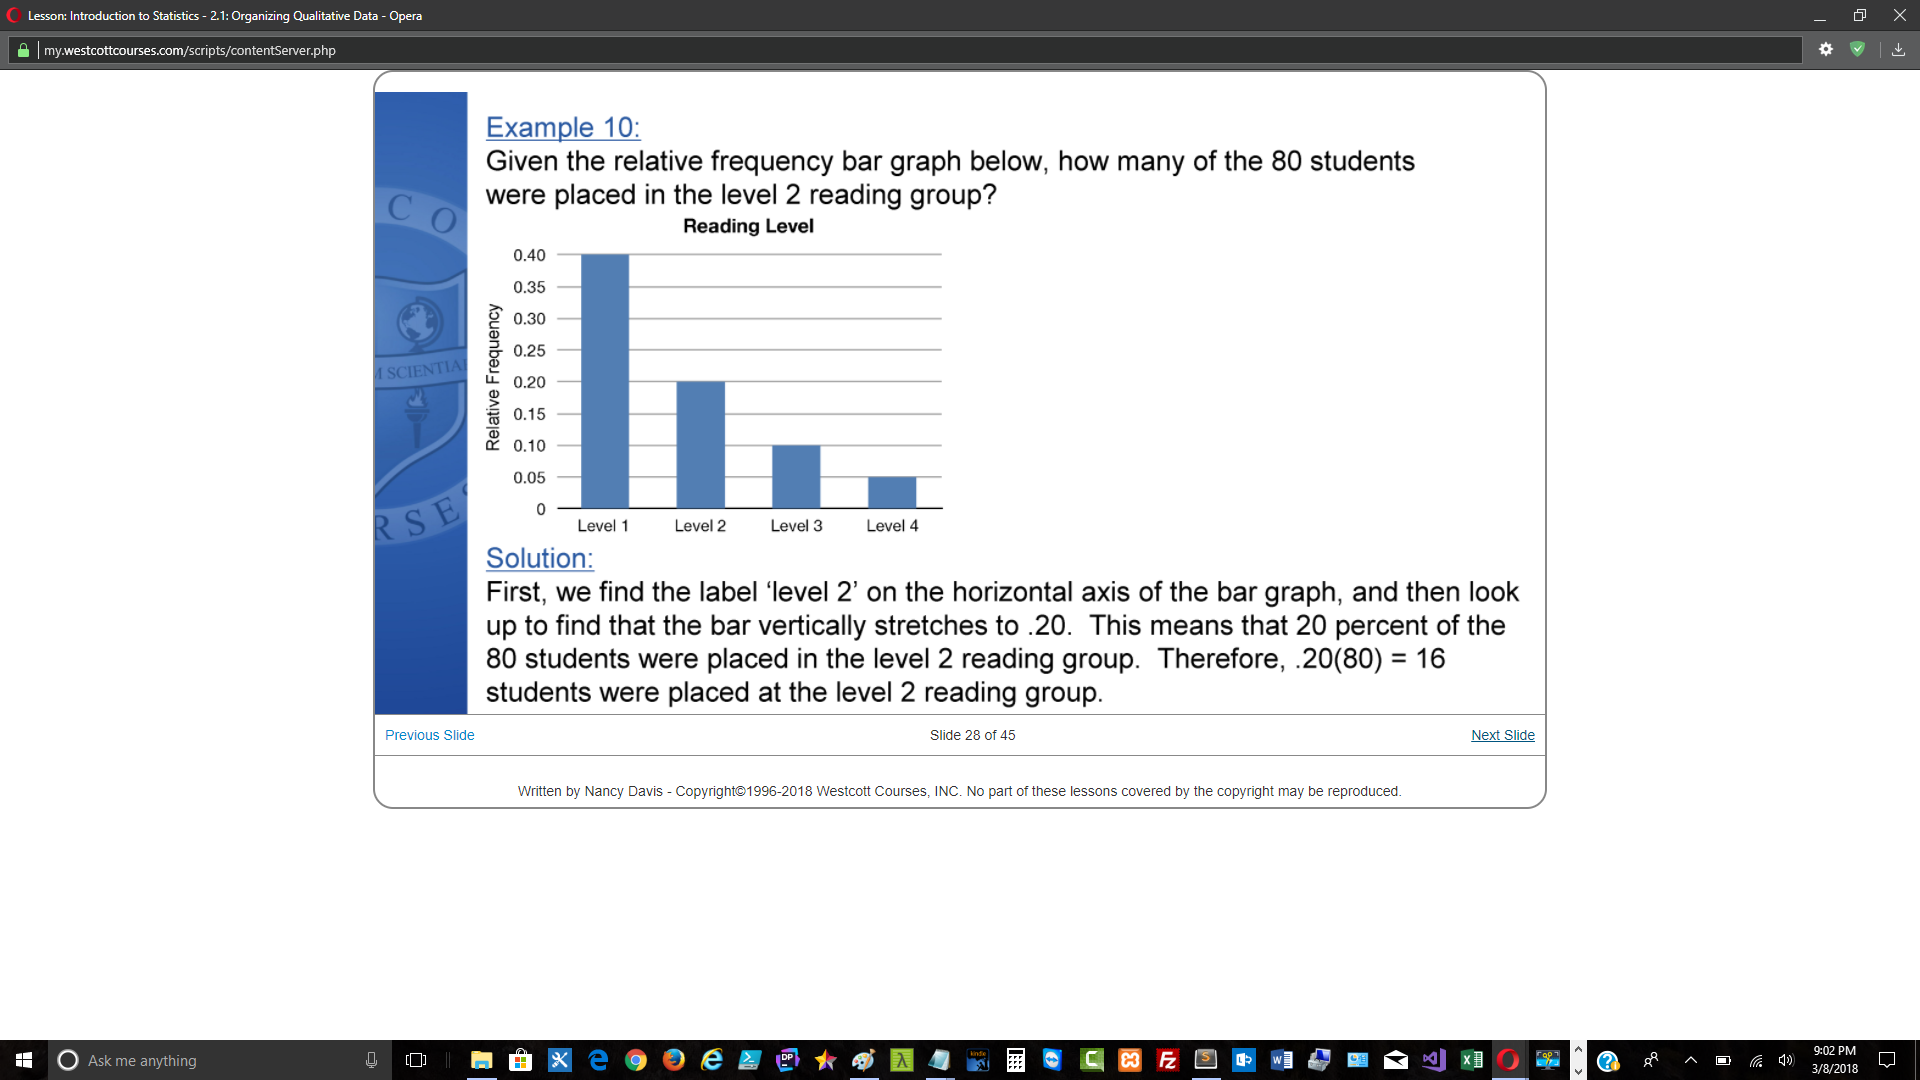 Lesson: Introduction to Statistics - 2.1: Organizing Qualitative Data - Opera
my.westcottcourses.com/scripts/contentServer.php
Example 10:
Given the relative frequency bar graph below, how many of the 80 students
were placed in the level 2 reading group?
Reading Level
Relative Frequency
0.40
0.35
0.30
0.25
0.20
0.15
0.10
0.05
0
Level 1 Level 2 Level 3 Level 4
Solution:
First, we find the label ‘level 2’ on the horizontal axis of the bar graph, and then look
up to find that the bar vertically stretches to .20.  This means that 20 percent of the
80 students were placed in the level 2 reading group.  Therefore, .20(80) = 16
students were placed at the level 2 reading group.
C O
M SCIENTIA
R S E
Previous Slide Slide 28 of 45 Next Slide
Written by Nancy Davis - Copyright©1996-2018 Westcott Courses, INC. No part of these lessons covered by the copyright may be reproduced.
Ask me anything
DP
kindle
9:02 PM
3/8/2018